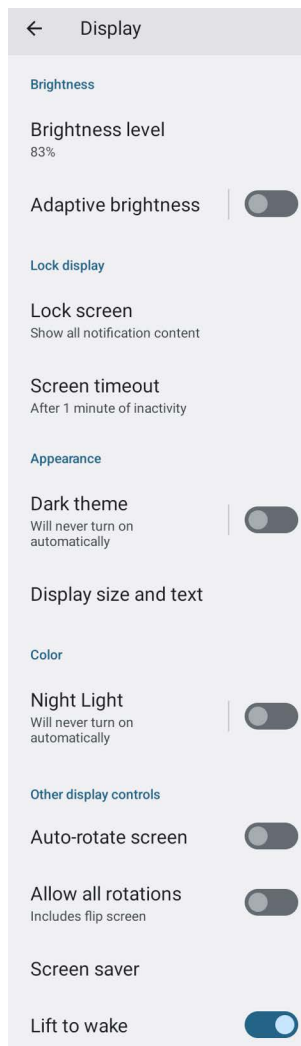 Display
Brightness
Brightness level
83%
Adaptive brightness
Lock display
Lock screen
Show all notification content
Screen timeout
After 1 minute of inactivity
Appearance
Dark theme
Will never turn on
automatically
Display size and text
Color
Night Light
Will never turn on
automatically
Other display controls
Auto-rotate screen
Allow all rotations
Includes flip screen
Screen saver
Lift to wake